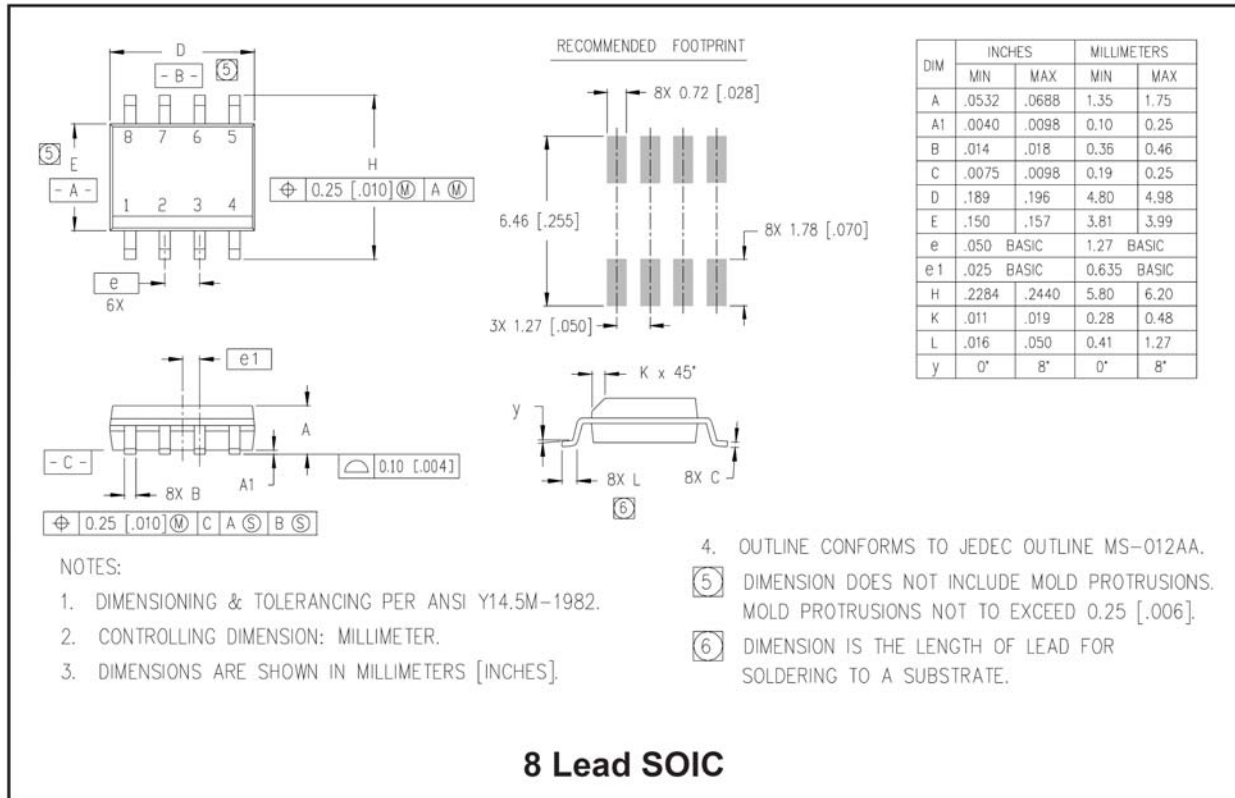 D
- B -
5
8 7 6 5
5
E
- A -
H
⌖ 0.25 [.010] Ⓜ A Ⓜ
1 2 3 4
e
6X
e1
A
- C -
A1
8X B
0.10 [.004]
⌖ 0.25 [.010] Ⓜ C A Ⓢ B Ⓢ
RECOMMENDED FOOTPRINT
8X 0.72 [.028]
6.46 [.255]
8X 1.78 [.070]
3X 1.27 [.050]
K x 45°
y
8X L
8X C
6
DIM INCHES MILLIMETERS
MIN MAX MIN MAX
A .0532 .0688 1.35 1.75
A1 .0040 .0098 0.10 0.25
B .014 .018 0.36 0.46
C .0075 .0098 0.19 0.25
D .189 .196 4.80 4.98
E .150 .157 3.81 3.99
e .050 BASIC 1.27 BASIC
e1 .025 BASIC 0.635 BASIC
H .2284 .2440 5.80 6.20
K .011 .019 0.28 0.48
L .016 .050 0.41 1.27
y 0° 8° 0° 8°
NOTES:
1. DIMENSIONING & TOLERANCING PER ANSI Y14.5M-1982.
2. CONTROLLING DIMENSION: MILLIMETER.
3. DIMENSIONS ARE SHOWN IN MILLIMETERS [INCHES].
4. OUTLINE CONFORMS TO JEDEC OUTLINE MS-012AA.
5 DIMENSION DOES NOT INCLUDE MOLD PROTRUSIONS.
MOLD PROTRUSIONS NOT TO EXCEED 0.25 [.006].
6 DIMENSION IS THE LENGTH OF LEAD FOR
SOLDERING TO A SUBSTRATE.
8 Lead SOIC